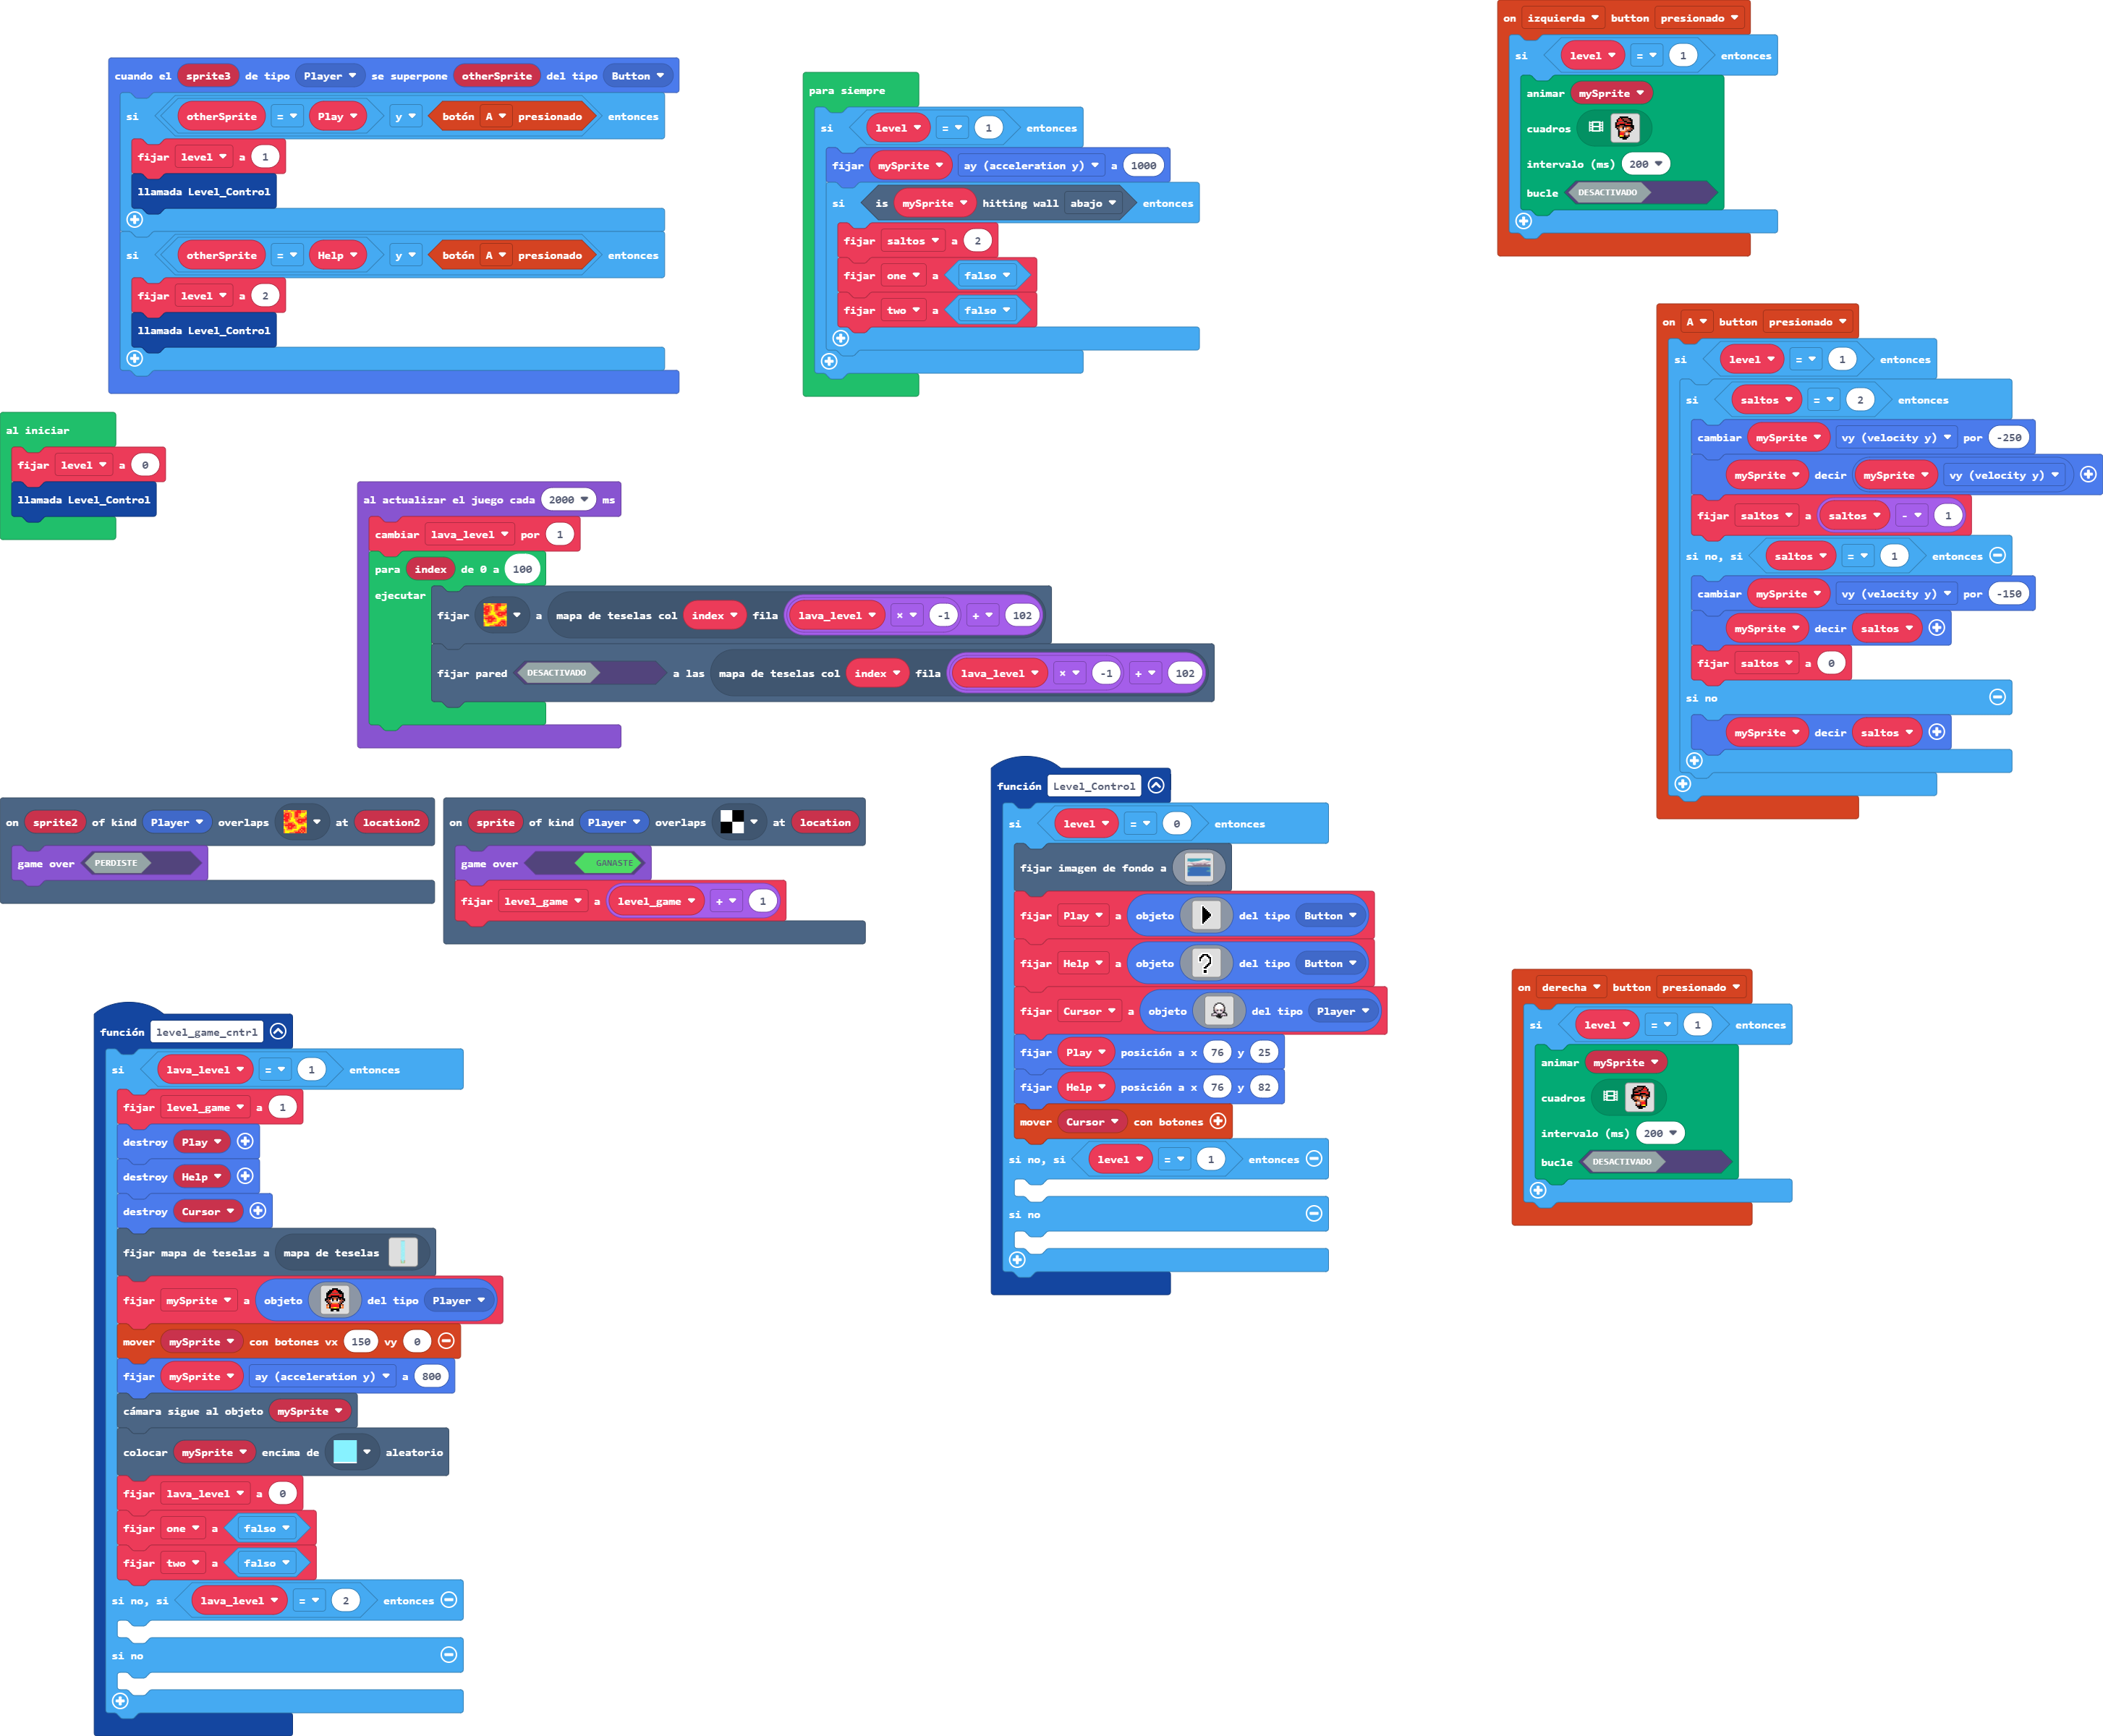 cuando el sprite3 de tipo Player se superpone otherSprite del tipo Button
si otherSprite = Play y botón A presionado entonces
fijar level a 1
llamada Level_Control
si otherSprite = Help y botón A presionado entonces
fijar level a 2
llamada Level_Control
para siempre
si level = 1 entonces
fijar mySprite ay (acceleration y) a 1000
si is mySprite hitting wall abajo entonces
fijar saltos a 2
fijar one a falso
fijar two a falso
on izquierda button presionado
si level = 1 entonces
animar mySprite
cuadros
intervalo (ms) 200
bucle DESACTIVADO
on A button presionado
si level = 1 entonces
si saltos = 2 entonces
cambiar mySprite vy (velocity y) por -250
mySprite decir mySprite vy (velocity y)
fijar saltos a saltos - 1
si no, si saltos = 1 entonces
cambiar mySprite vy (velocity y) por -150
mySprite decir saltos
fijar saltos a 0
si no
mySprite decir saltos
al iniciar
fijar level a 0
llamada Level_Control
al actualizar el juego cada 2000 ms
cambiar lava_level por 1
para index de 0 a 100
ejecutar
fijar a mapa de teselas col index fila lava_level × -1 + 102
fijar pared DESACTIVADO a las mapa de teselas col index fila lava_level × -1 + 102
on sprite2 of kind Player overlaps at location2
game over PERDISTE
on sprite of kind Player overlaps at location
game over GANASTE
fijar level_game a level_game + 1
función Level_Control
si level = 0 entonces
fijar imagen de fondo a
fijar Play a objeto del tipo Button
fijar Help a objeto ? del tipo Button
fijar Cursor a objeto del tipo Player
fijar Play posición a x 76 y 25
fijar Help posición a x 76 y 82
mover Cursor con botones
si no, si level = 1 entonces
si no
on derecha button presionado
si level = 1 entonces
animar mySprite
cuadros
intervalo (ms) 200
bucle DESACTIVADO
función level_game_cntrl
si lava_level = 1 entonces
fijar level_game a 1
destroy Play
destroy Help
destroy Cursor
fijar mapa de teselas a mapa de teselas
fijar mySprite a objeto del tipo Player
mover mySprite con botones vx 150 vy 0
fijar mySprite ay (acceleration y) a 800
cámara sigue al objeto mySprite
colocar mySprite encima de aleatorio
fijar lava_level a 0
fijar one a falso
fijar two a falso
si no, si lava_level = 2 entonces
si no